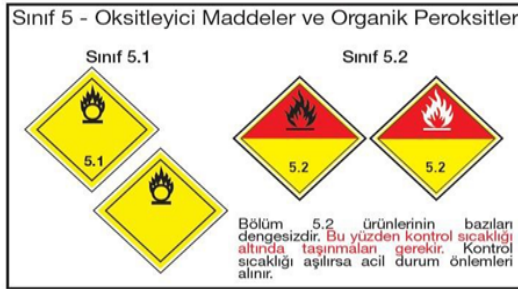 Sınıf 5 - Oksitleyici Maddeler ve Organik Peroksitler
Sınıf 5.1
Sınıf 5.2
5.1
5.2
5.2
Bölüm 5.2 ürünlerinin bazıları
dengesizdir. Bu yüzden kontrol sıcaklığı
altında taşınmaları gerekir. Kontrol
sıcaklığı aşılırsa acil durum önlemleri
alınır.